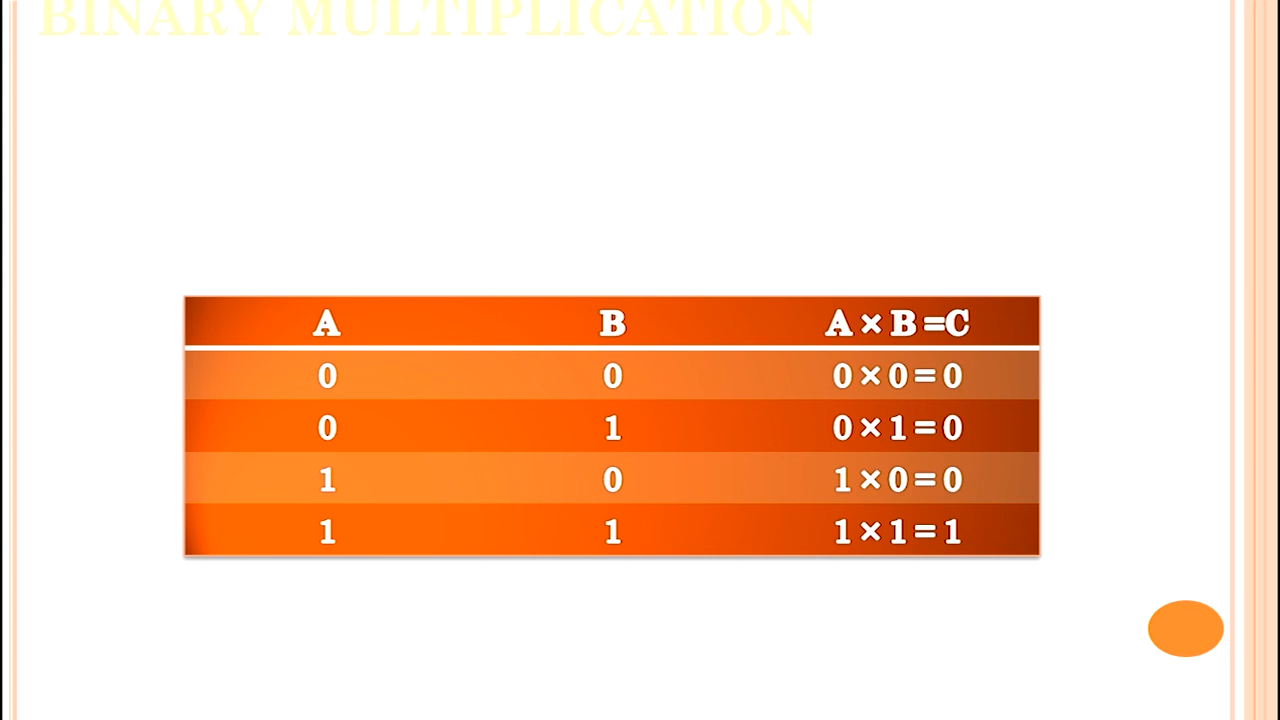 BINARY MULTIPLICATION
A B A × B =C
0 0 0 × 0 = 0
0 1 0 × 1 = 0
1 0 1 × 0 = 0
1 1 1 × 1 = 1